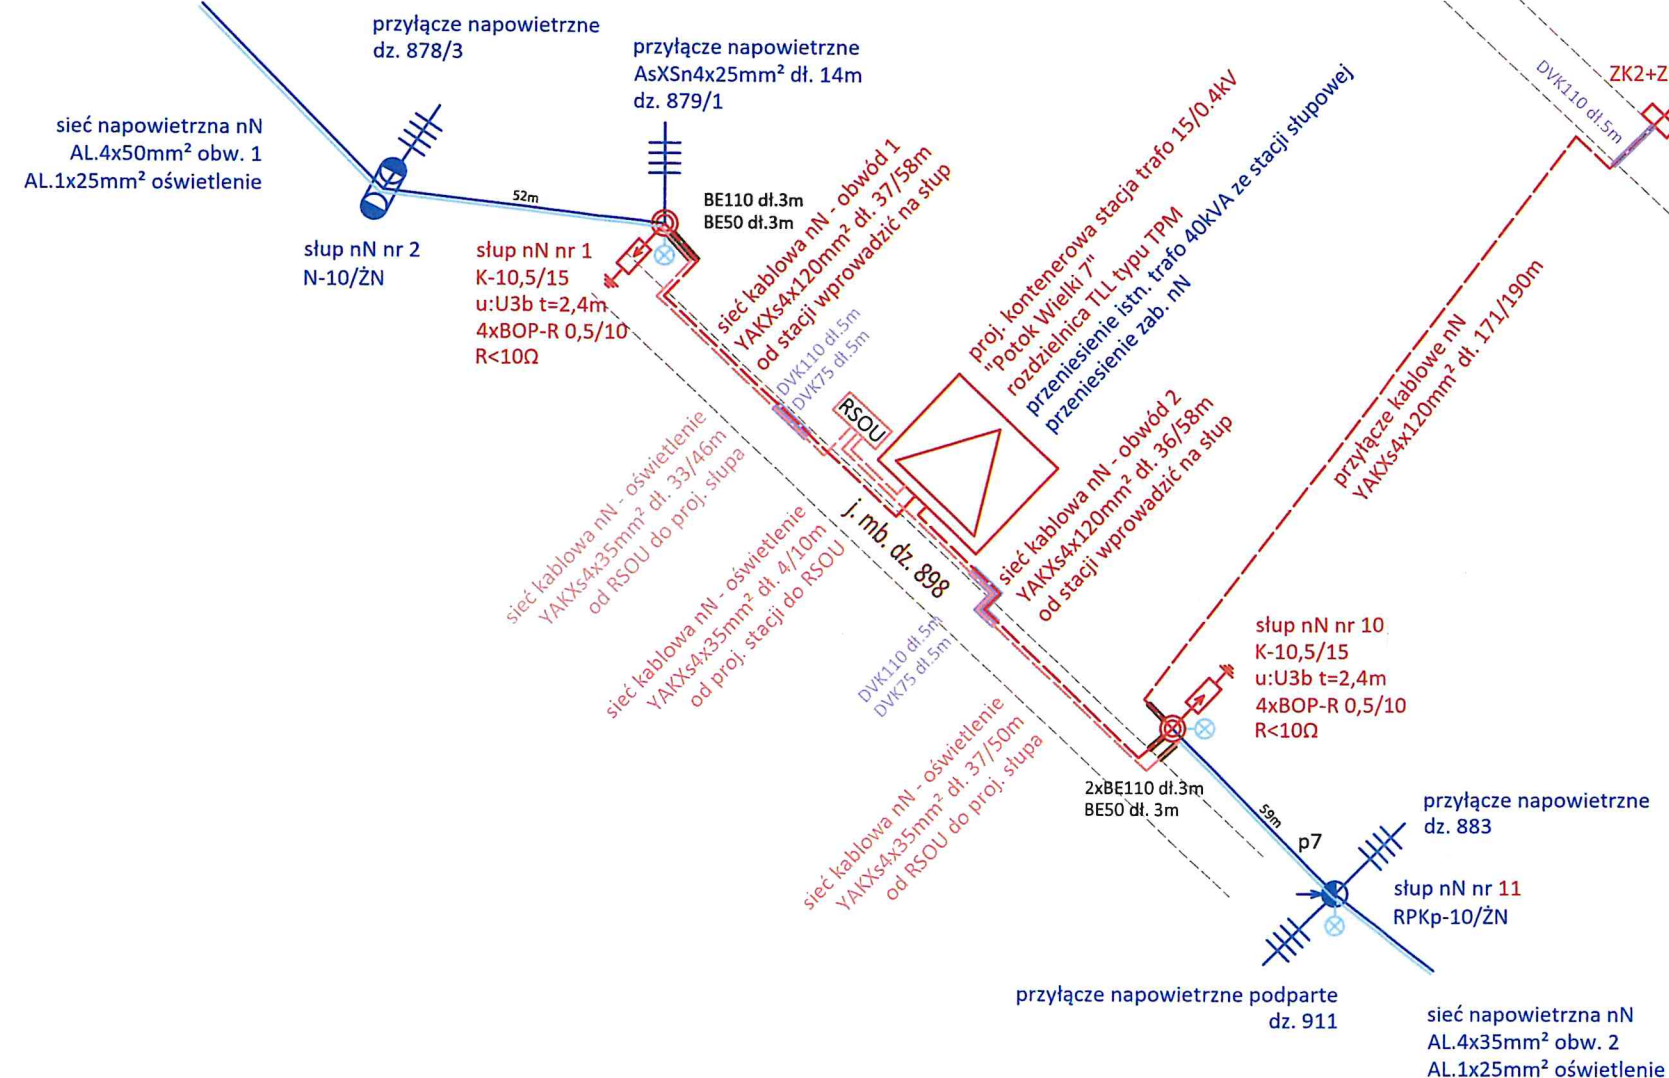 przyłącze napowietrzne
dz. 878/3
przyłącze napowietrzne
AsXSn4x25mm² dł. 14m
dz. 879/1
sieć napowietrzna nN
AL.4x50mm² obw. 1
AL.1x25mm² oświetlenie
52m
BE110 dł.3m
BE50 dł.3m
słup nN nr 2
N-10/ŻN
słup nN nr 1
K-10,5/15
u:U3b t=2,4m
4xBOP-R 0,5/10
R<10Ω
sieć kablowa nN - obwód 1
YAKXs4x120mm² dł. 37/58m
od stacji wprowadzić na słup
DVK110 dł.5m
DVK75 dł.5m
proj. kontenerowa stacja trafo 15/0.4kV
"Potok Wielki 7"
rozdzielnica TLL typu TPM
przeniesienie istn. trafo 40kVA ze stacji słupowej
przeniesienie zab. nN
DVK110 dł.5m
ZK2+Z
przyłącze kablowe nN
YAKXs4x120mm² dł. 171/190m
RSOU
sieć kablowa nN - obwód 2
YAKXs4x120mm² dł. 36/58m
od stacji wprowadzić na słup
sieć kablowa nN - oświetlenie
YAKXs4x35mm² dł. 33/46m
od RSOU do proj. słupa
j. mb. dz. 898
sieć kablowa nN - oświetlenie
YAKXs4x35mm² dł. 4/10m
od proj. stacji do RSOU
DVK110 dł.5m
DVK75 dł.5m
słup nN nr 10
K-10,5/15
u:U3b t=2,4m
4xBOP-R 0,5/10
R<10Ω
sieć kablowa nN - oświetlenie
YAKXs4x35mm² dł. 37/50m
od RSOU do proj. słupa
2xBE110 dł.3m
BE50 dł. 3m
59m
p7
przyłącze napowietrzne
dz. 883
słup nN nr 11
RPKp-10/ŻN
przyłącze napowietrzne podparte
dz. 911
sieć napowietrzna nN
AL.4x35mm² obw. 2
AL.1x25mm² oświetlenie